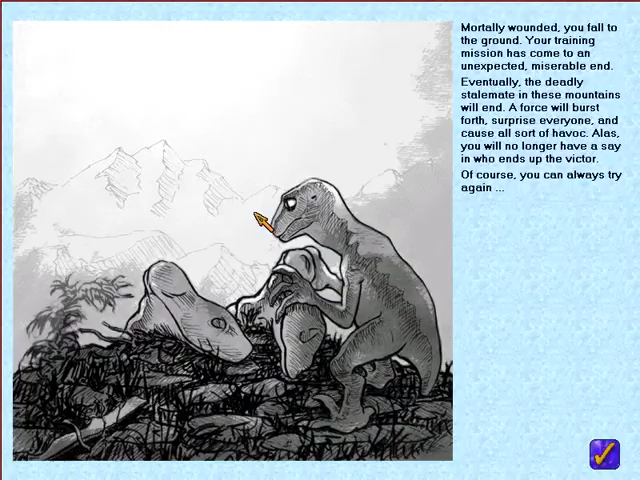 Mortally wounded, you fall to
the ground. Your training
mission has come to an
unexpected, miserable end.
Eventually, the deadly
stalemate in these mountains
will end. A force will burst
forth, surprise everyone, and
cause all sort of havoc. Alas,
you will no longer have a say
in who ends up the victor.
Of course, you can always try
again ...